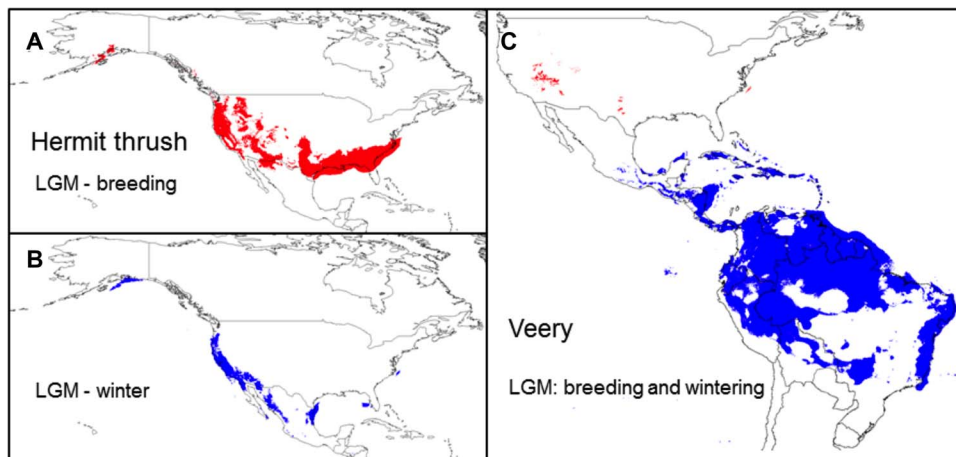 A
Hermit thrush
LGM - breeding
B
LGM - winter
C
Veery
LGM: breeding and wintering